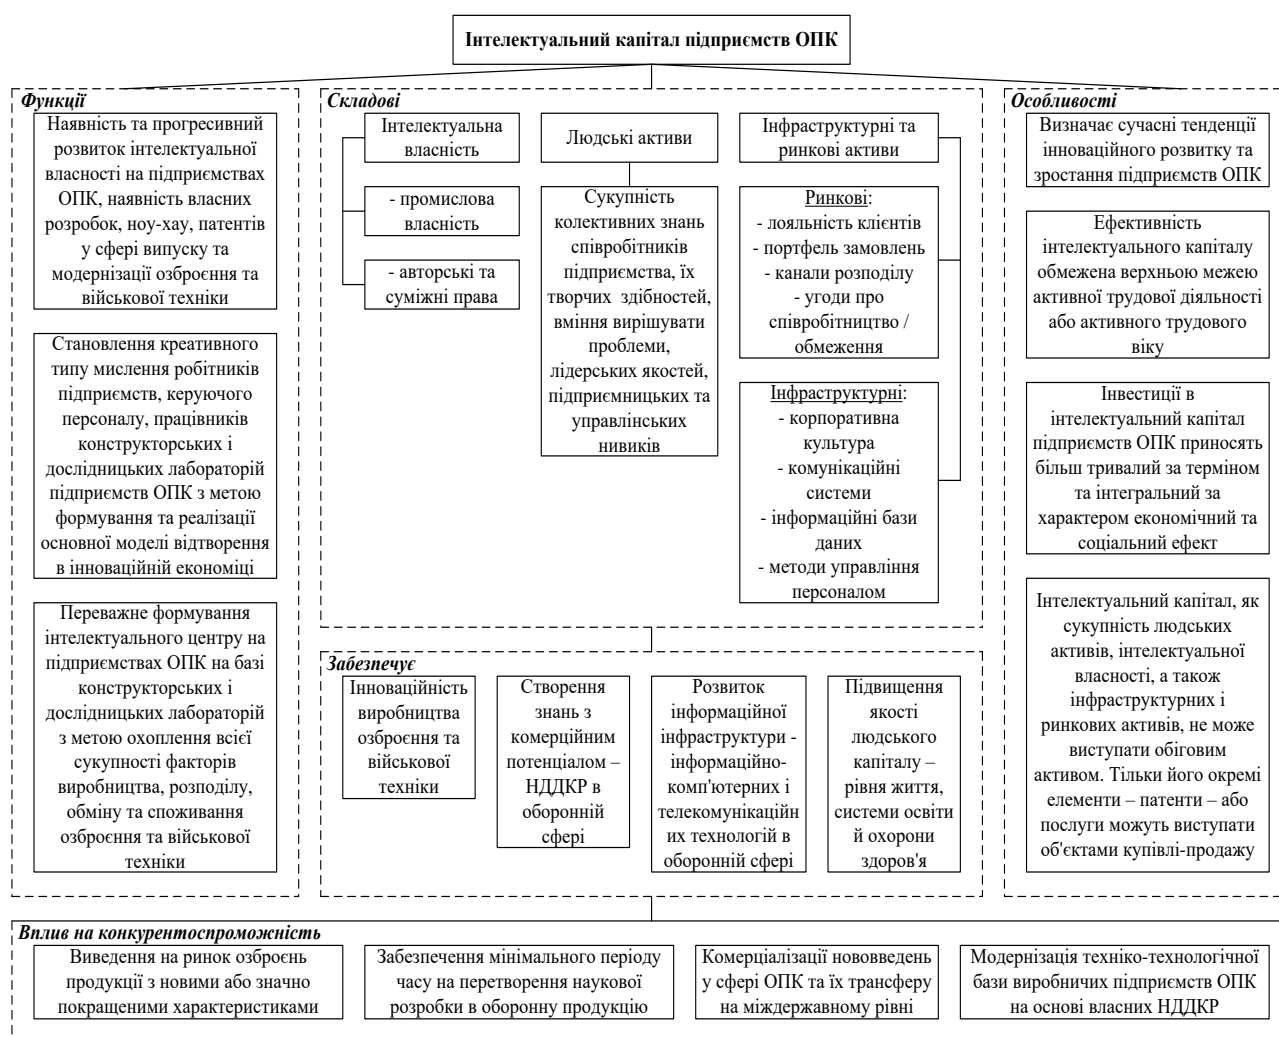 Інтелектуальний капітал підприємств ОПК
Функції
Наявність та прогресивний
розвиток інтелектуальної
власності на підприємствах
ОПК, наявність власних
розробок, ноу-хау, патентів
у сфері випуску та
модернізації озброєння та
військової техніки
Становлення креативного
типу мислення робітників
підприємств, керуючого
персоналу, працівників
конструкторських і
дослідницьких лабораторій
підприємств ОПК з метою
формування та реалізації
основної моделі відтворення
в інноваційній економіці
Переважне формування
інтелектуального центру на
підприємствах ОПК на базі
конструкторських і
дослідницьких лабораторій
з метою охоплення всієї
сукупності факторів
виробництва, розподілу,
обміну та споживання
озброєння та військової
техніки
Складові
Інтелектуальна
власність
- промислова
власність
- авторські та
суміжні права
Людські активи
Сукупність
колективних знань
співробітників
підприємства, їх
творчих здібностей,
вміння вирішувати
проблеми,
лідерських якостей,
підприємницьких та
управлінських
нивиків
Інфраструктурні та
ринкові активи
Ринкові:
- лояльність клієнтів
- портфель замовлень
- канали розподілу
- угоди про
співробітництво /
обмеження
Інфраструктурні:
- корпоративна
культура
- комунікаційні
системи
- інформаційні бази
даних
- методи управління
персоналом
Забезпечує
Інноваційність
виробництва
озброєння та
військової
техніки
Створення
знань з
комерційним
потенціалом –
НДДКР в
оборонній
сфері
Розвиток
інформаційної
інфраструктури -
інформаційно-
комп'ютерних і
телекомунікаційн
их технологій в
оборонній сфері
Підвищення
якості
людського
капіталу –
рівня життя,
системи освіти
й охорони
здоров'я
Особливості
Визначає сучасні тенденції
інноваційного розвитку та
зростання підприємств ОПК
Ефективність
інтелектуального капіталу
обмежена верхньою межею
активної трудової діяльності
або активного трудового
віку
Інвестиції в
інтелектуальний капітал
підприємств ОПК приносять
більш тривалий за терміном
та інтегральний за
характером економічний та
соціальний ефект
Інтелектуальний капітал, як
сукупність людських
активів, інтелектуальної
власності, а також
інфраструктурних і
ринкових активів, не може
виступати обіговим
активом. Тільки його окремі
елементи – патенти – або
послуги можуть виступати
об'єктами купівлі-продажу
Вплив на конкурентоспроможність
Виведення на ринок озброєнь
продукції з новими або значно
покращеними характеристиками
Забезпечення мінімального періоду
часу на перетворення наукової
розробки в оборонну продукцію
Комерціалізації нововведень
у сфері ОПК та їх трансферу
на міждержавному рівні
Модернізація техніко-технологічної
бази виробничих підприємств ОПК
на основі власних НДДКР